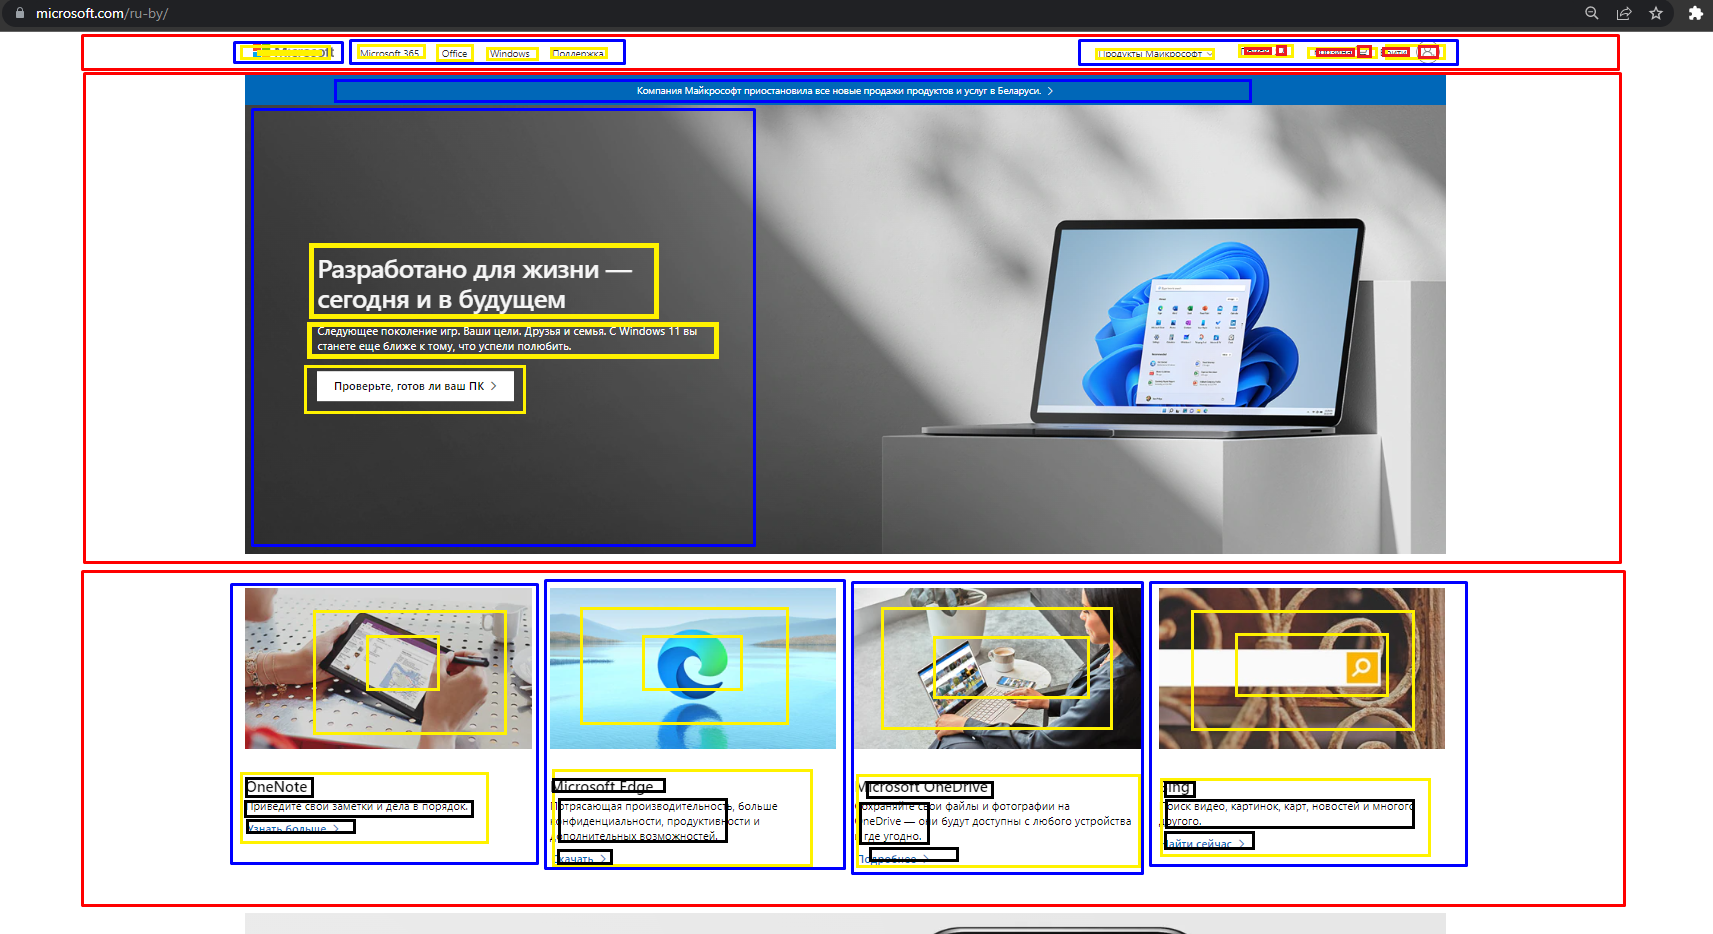 microsoft.com/ru-by/
Microsoft
Microsoft 365
Office
Windows
Поддержка
Продукты Майкрософт
Компания Майкрософт приостановила все новые продажи продуктов и услуг в Беларуси.
Разработано для жизни —
сегодня и в будущем
Следующее поколение игр. Ваши цели. Друзья и семья. С Windows 11 вы
станете еще ближе к тому, что успели полюбить.
Проверьте, готов ли ваш ПК
OneNote
Приведите свои заметки и дела в порядок.
Узнать больше
Microsoft Edge
Потрясающая производительность, больше
конфиденциальности, продуктивности и
дополнительных возможностей.
Скачать
Microsoft OneDrive
Сохраняйте свои файлы и фотографии на
OneDrive — они будут доступны с любого устройства
где угодно.
Подробнее
Bing
Поиск видео, картинок, карт, новостей и многого
другого.
Найти сейчас